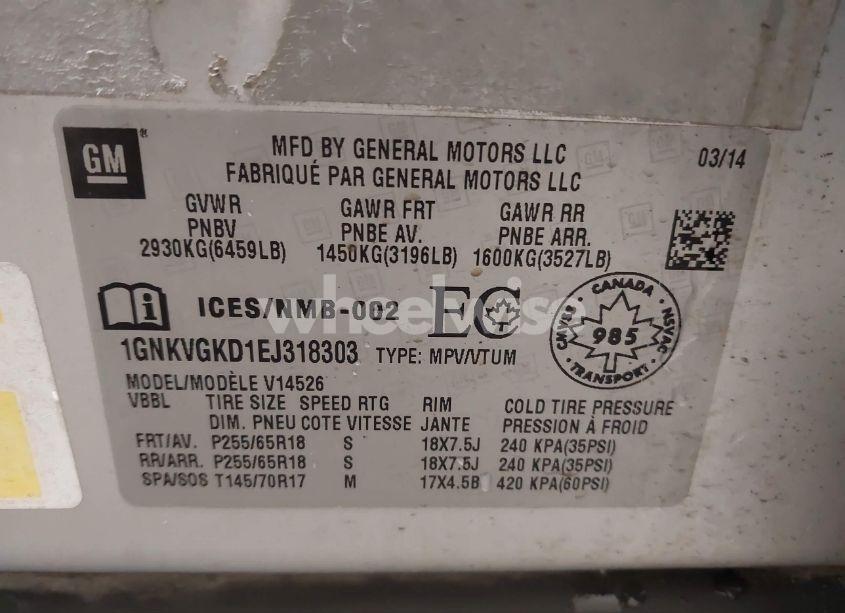 GM
MFD BY GENERAL MOTORS LLC 03/14
FABRIQUÉ PAR GENERAL MOTORS LLC
GVWR GAWR FRT GAWR RR
PNBV PNBE AV. PNBE ARR.
2930KG(6459LB) 1450KG(3196LB) 1600KG(3527LB)
ICES/NMB-002 EC
CANADA CMVSS NSVAC 985 TRANSPORT
wheelwise
1GNKVGKD1EJ318303 TYPE: MPV/VTUM
MODEL/MODÈLE V14526
VBBL TIRE SIZE SPEED RTG RIM COLD TIRE PRESSURE
DIM. PNEU COTE VITESSE JANTE PRESSION À FROID
FRT/AV. P255/65R18 S 18X7.5J 240 KPA(35PSI)
RR/ARR. P255/65R18 S 18X7.5J 240 KPA(35PSI)
SPA/SOS T145/70R17 M 17X4.5B 420 KPA(60PSI)